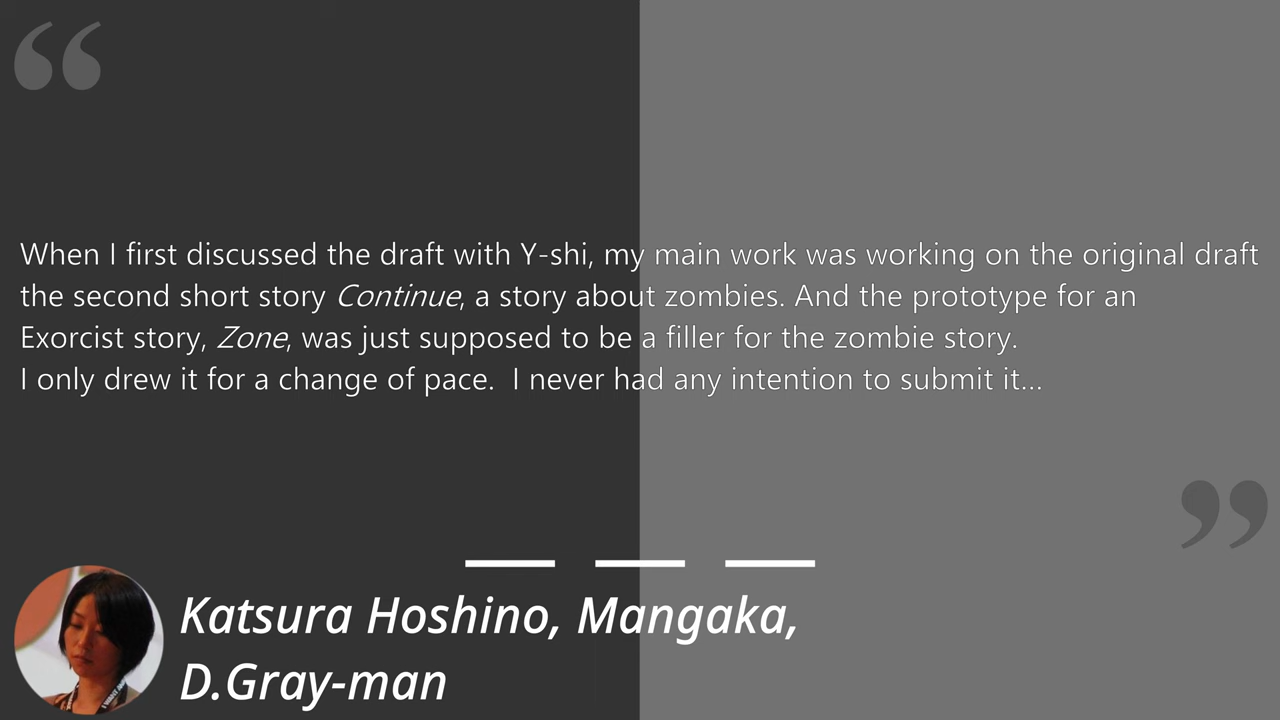 “
When I first discussed the draft with Y-shi, my main work was working on the original draft
the second short story Continue, a story about zombies. And the prototype for an
Exorcist story, Zone, was just supposed to be a filler for the zombie story.
I only drew it for a change of pace.  I never had any intention to submit it...
”
Katsura Hoshino, Mangaka,
D.Gray-man